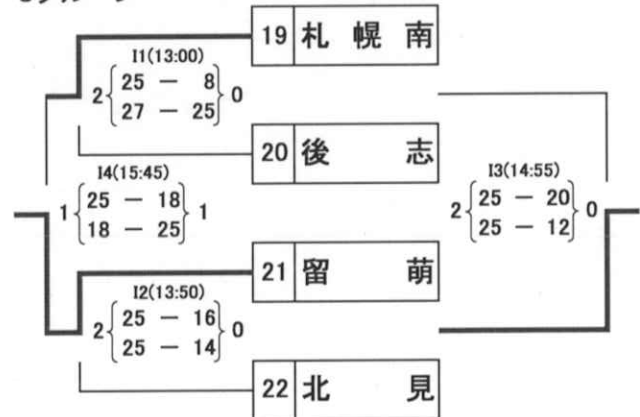 19 札幌南
I1(13:00)
2 25 － 8 0
27 － 25
20 後志
I4(15:45)
1 25 － 18 1
18 － 25
I3(14:55)
2 25 － 20 0
25 － 12
21 留萌
I2(13:50)
2 25 － 16 0
25 － 14
22 北見